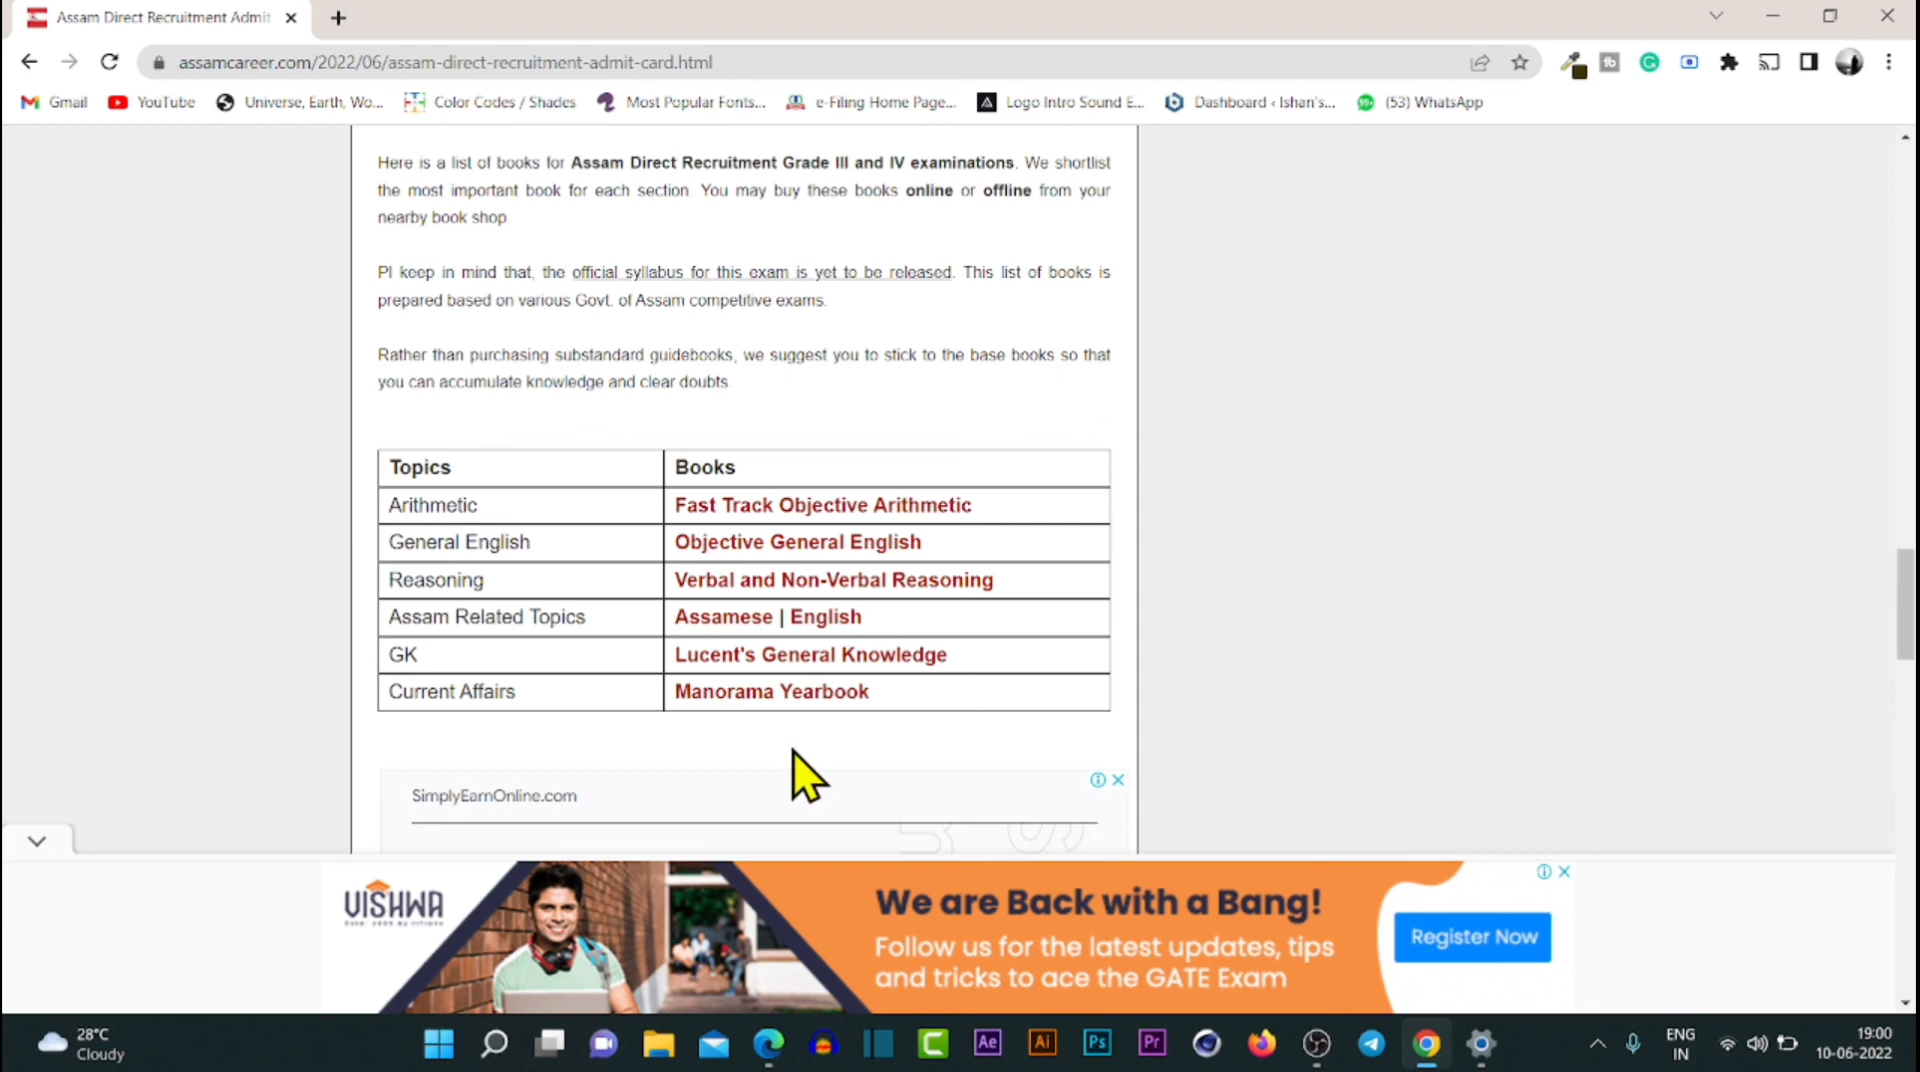 Assam Direct Recruitment Admit
assamcareer.com/2022/06/assam-direct-recruitment-admit-card.html
Gmail YouTube Universe, Earth, Wo... Color Codes / Shades Most Popular Fonts... e-Filing Home Page... Logo Intro Sound E... Dashboard ‹ Ishan's... (53) WhatsApp
Here is a list of books for Assam Direct Recruitment Grade III and IV examinations. We shortlist
the most important book for each section. You may buy these books online or offline from your
nearby book shop
Pl keep in mind that, the official syllabus for this exam is yet to be released. This list of books is
prepared based on various Govt. of Assam competitive exams.
Rather than purchasing substandard guidebooks, we suggest you to stick to the base books so that
you can accumulate knowledge and clear doubts.
Topics Books
Arithmetic Fast Track Objective Arithmetic
General English Objective General English
Reasoning Verbal and Non-Verbal Reasoning
Assam Related Topics Assamese | English
GK Lucent's General Knowledge
Current Affairs Manorama Yearbook
SimplyEarnOnline.com
VISHWA
We are Back with a Bang!
Follow us for the latest updates, tips
and tricks to ace the GATE Exam
Register Now
28°C
Cloudy
Ae Ai Ps Pr
ENG
IN
19:00
10-06-2022